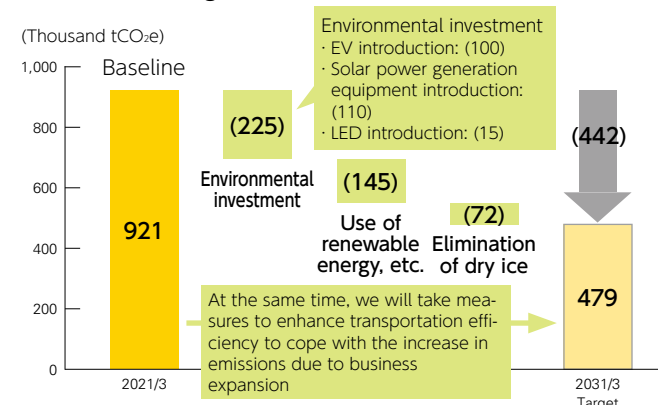 (Thousand tCO₂e)
1,000
800
600
400
200
0
Baseline
921
2021/3
(225)
Environmental
investment
Environmental investment
· EV introduction: (100)
· Solar power generation
equipment introduction:
(110)
· LED introduction: (15)
(145)
Use of
renewable
energy, etc.
(72)
Elimination
of dry ice
(442)
479
2031/3
Target
At the same time, we will take mea-
sures to enhance transportation effi-
ciency to cope with the increase in
emissions due to business
expansion